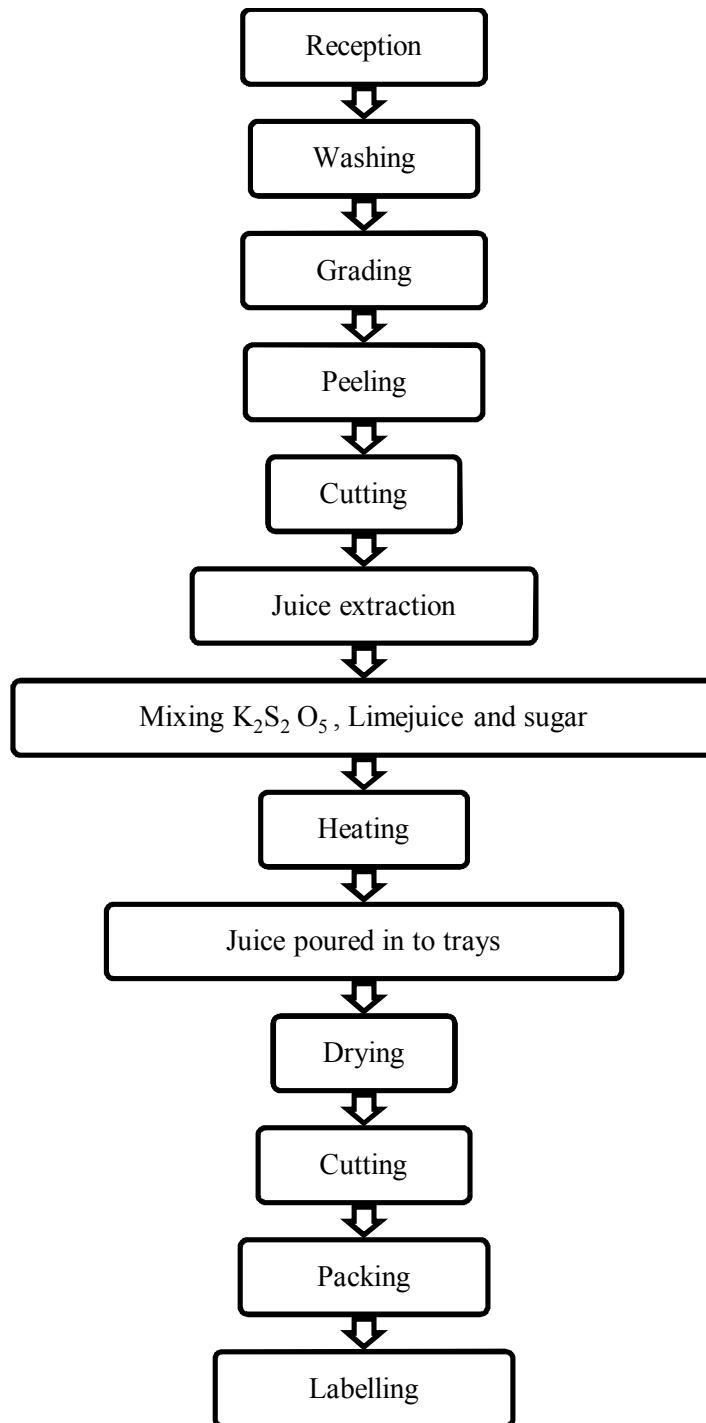 Reception
Washing
Grading
Peeling
Cutting
Juice extraction
Mixing K₂S₂ O₅ , Limejuice and sugar
Heating
Juice poured in to trays
Drying
Cutting
Packing
Labelling